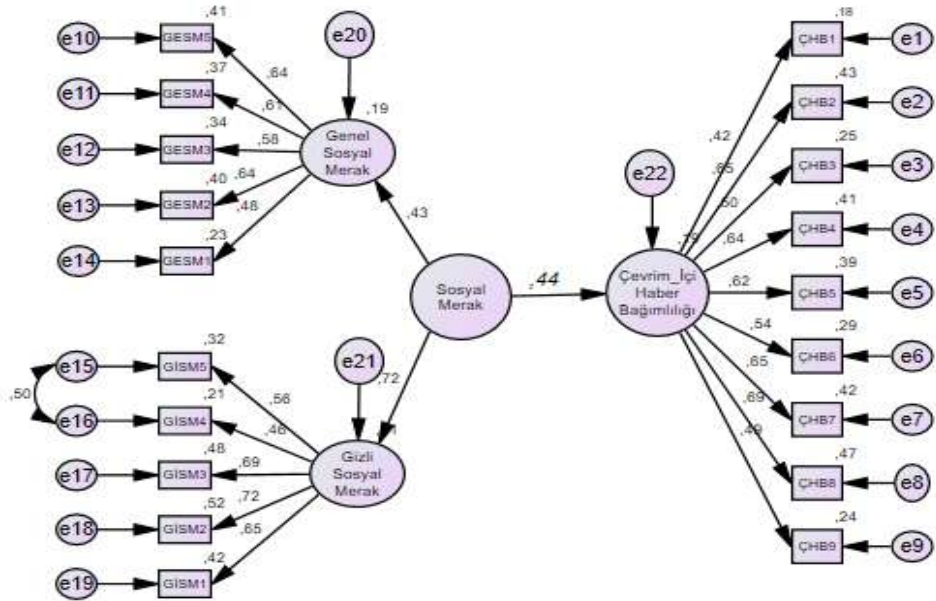 ,41
e10
GESM5
e20
,18
ÇHB1
e1
,37
,64
e11
GESM4
,61
,19
,43
ÇHB2
e2
,34
,58
e12
GESM3
Genel
Sosyal
Merak
,42
,25
ÇHB3
e3
,40
,64
e13
GESM2
,48
e22
,65
,50
,41
ÇHB4
e4
,23
e14
GESM1
,43
,64
,39
Sosyal
Merak
,44
Çevrim_İçi
Haber
Bağımlılığı
,62
ÇHB5
e5
,54
,29
ÇHB6
e6
,32
e15
GİSM5
e21
,72
,65
,42
,50
,21
,56
e16
GİSM4
,46
,69
ÇHB7
e7
,48
,69
e17
GİSM3
Gizli
Sosyal
Merak
,49
,47
ÇHB8
e8
,52
,72
e18
GİSM2
,65
,24
ÇHB9
e9
,42
e19
GİSM1